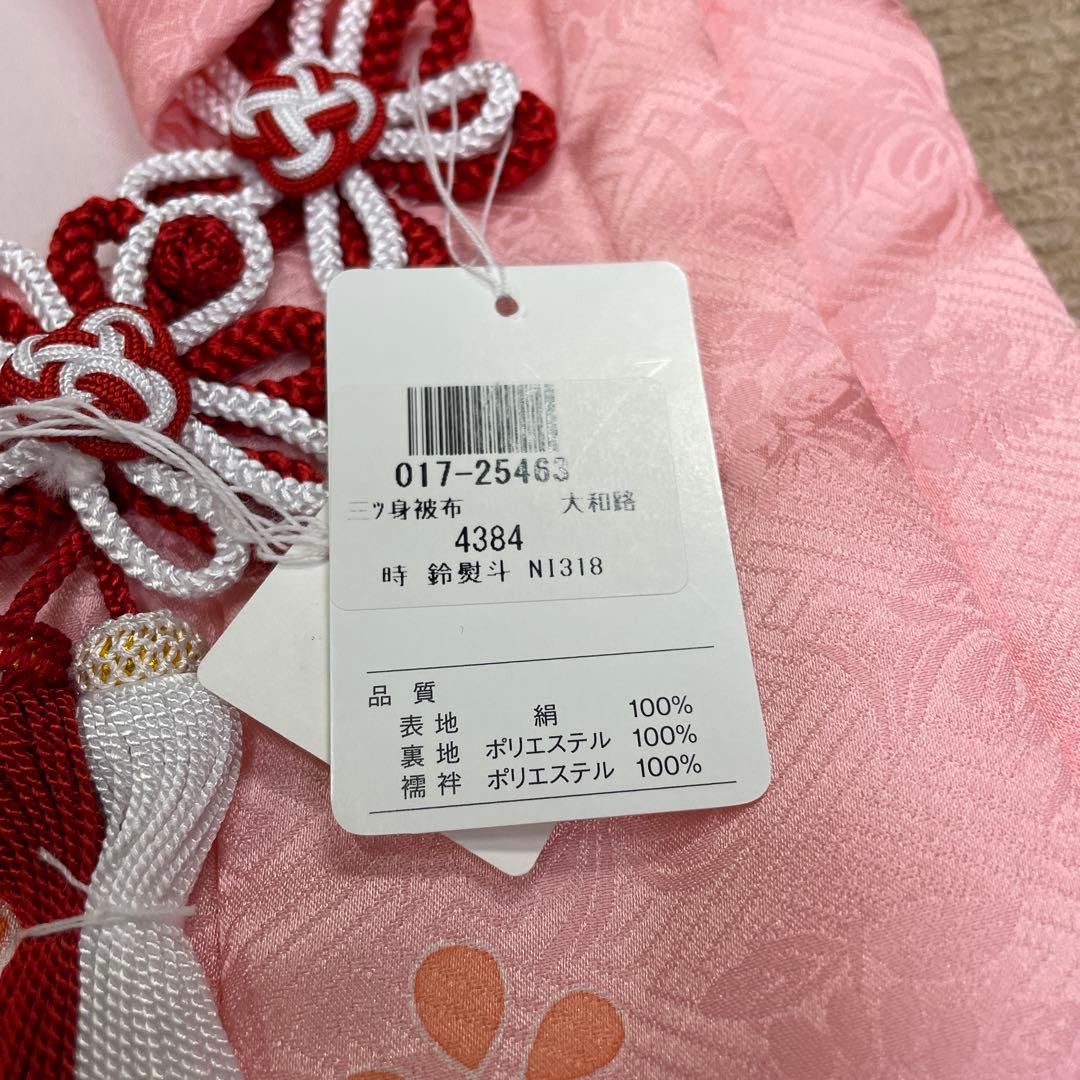 017-25463
三ツ身被布 大和路
4384
時 鈴熨斗 NI318
品質
表地 絹 100%
裏地 ポリエステル 100%
襦袢 ポリエステル 100%